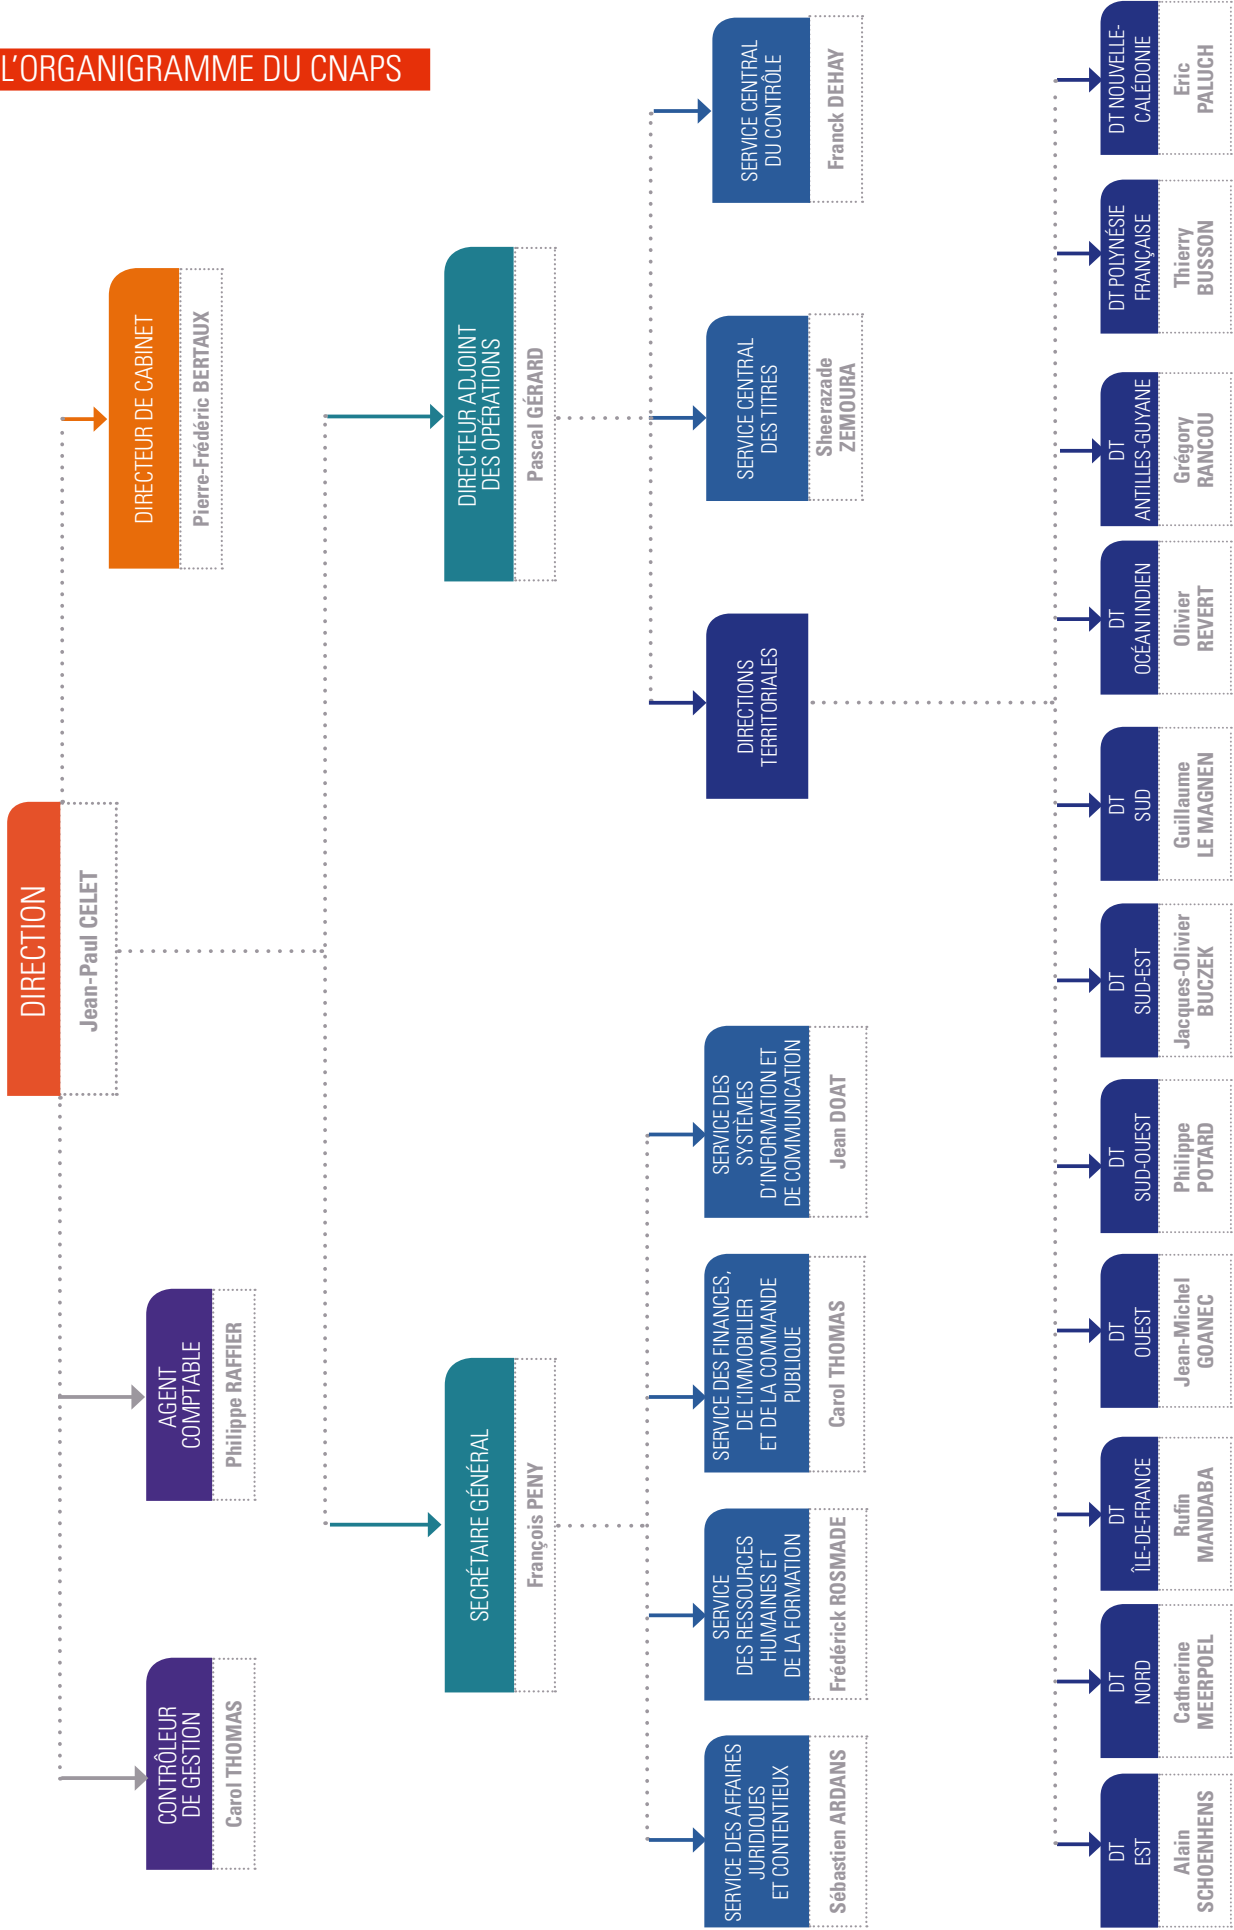 L'ORGANIGRAMME DU CNAPS
DIRECTION
Jean-Paul CELET
CONTRÔLEUR
DE GESTION
Carol THOMAS
AGENT
COMPTABLE
Philippe RAFFIER
DIRECTEUR DE CABINET
Pierre-Frédéric BERTAUX
SECRÉTAIRE GÉNÉRAL
François PENY
DIRECTEUR ADJOINT
DES OPÉRATIONS
Pascal GÉRARD
SERVICE DES AFFAIRES
JURIDIQUES
ET CONTENTIEUX
Sébastien ARDANS
SERVICE
DES RESSOURCES
HUMAINES ET
DE LA FORMATION
Frédérick ROSMADE
SERVICE DES FINANCES,
DE L'IMMOBILIER
ET DE LA COMMANDE
PUBLIQUE
Carol THOMAS
SERVICE DES
SYSTÈMES
D'INFORMATION ET
DE COMMUNICATION
Jean DOAT
DIRECTIONS
TERRITORIALES
SERVICE CENTRAL
DES TITRES
Sheerazade
ZEMOURA
SERVICE CENTRAL
DU CONTRÔLE
Franck DEHAY
DT
EST
Alain
SCHOENHENS
DT
NORD
Catherine
MEERPOEL
DT
ÎLE-DE-FRANCE
Rufin
MANDABA
DT
OUEST
Jean-Michel
GOANEC
DT
SUD-OUEST
Philippe
POTARD
DT
SUD-EST
Jacques-Olivier
BUCZEK
DT
SUD
Guillaume
LE MAGNEN
DT
OCÉAN INDIEN
Olivier
REVERT
DT
ANTILLES-GUYANE
Grégory
RANCOU
DT POLYNÉSIE
FRANÇAISE
Thierry
BUSSON
DT NOUVELLE-
CALÉDONIE
Eric
PALUCH